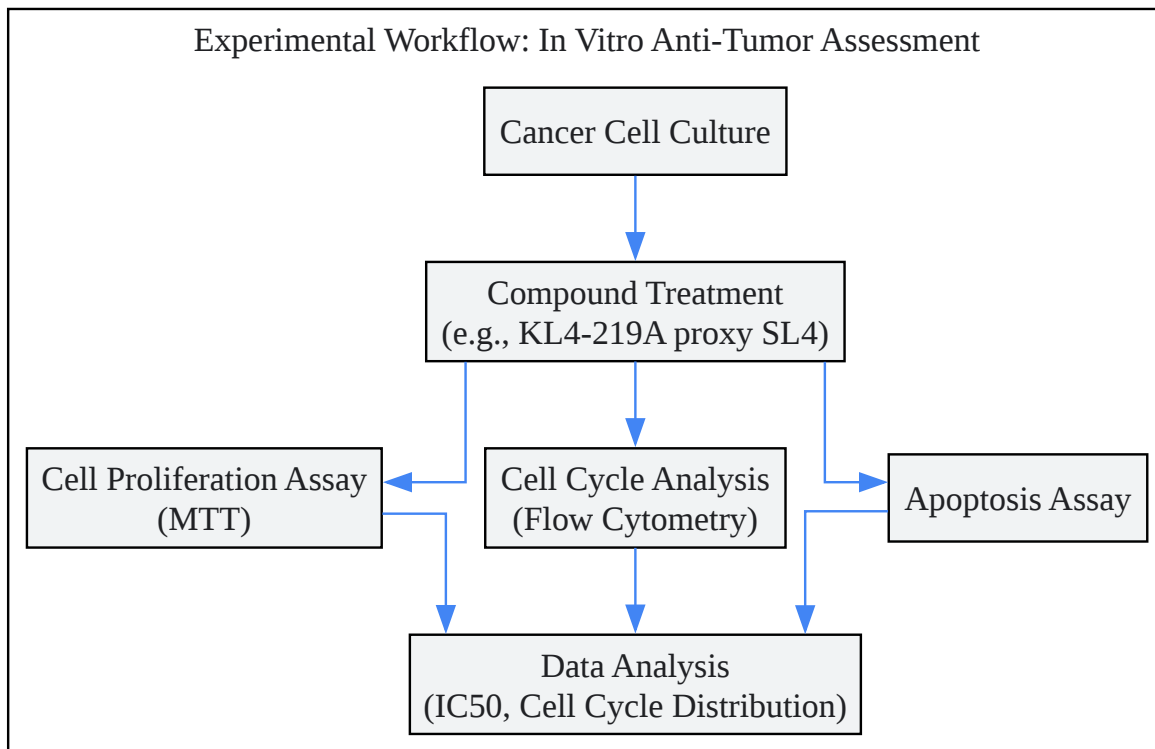 Experimental Workflow: In Vitro Anti-Tumor Assessment
Cancer Cell Culture
Compound Treatment
(e.g., KL4-219A proxy SL4)
Cell Proliferation Assay
(MTT)
Cell Cycle Analysis
(Flow Cytometry)
Apoptosis Assay
Data Analysis
(IC50, Cell Cycle Distribution)